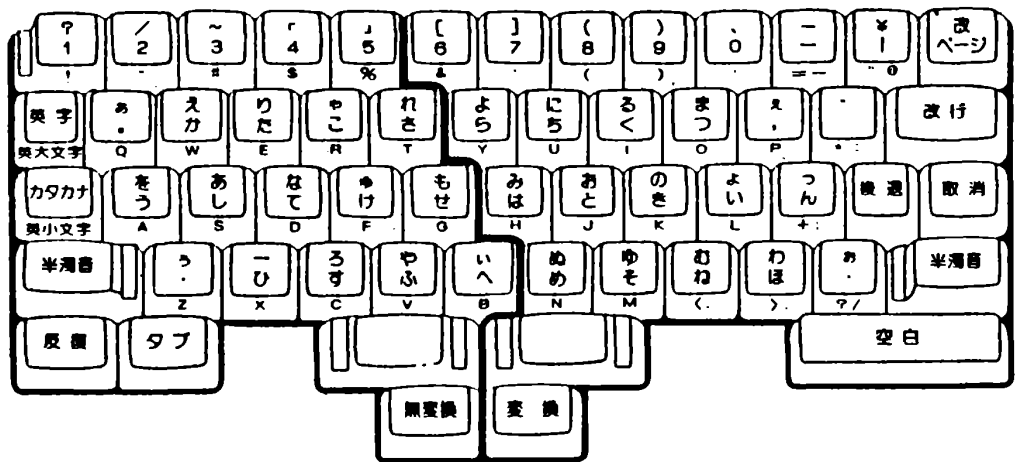 ? / ~ 「 」 [ ] ( ) 、 ¥ 改
1 2 3 4 5 6 7 8 9 0 ー | ページ
! # $ % & ( ) = －
英字 ぁ え り ゃ れ よ に る ま ぇ 改行
。 か た こ さ ら ち く つ ,
英大文字 Q W E R T Y U I O P
カタカナ を あ な ゅ も み お の ょ っ 後退 取消
う し て け せ は と き い ん
英小文字 A S D F G H J K L + ;
半濁音 ぅ ー ろ や ぃ ぬ ゆ む わ ぉ 半濁音
. ひ す ふ へ め そ ね ほ ・
Z X C V B N M ?/
反復 タブ 空白
無変換 変換